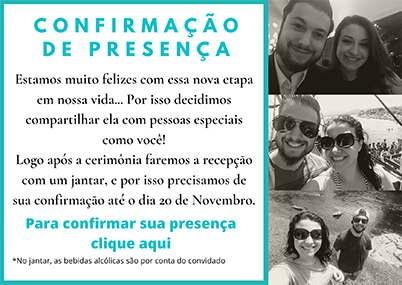 CONFIRMAÇÃO
DE PRESENÇA
Estamos muito felizes com essa nova etapa
em nossa vida... Por isso decidimos
compartilhar ela com pessoas especiais
como você!
Logo após a cerimônia faremos a recepção
com um jantar, e por isso precisamos de
sua confirmação até o dia 20 de Novembro.
Para confirmar sua presença
clique aqui
*No jantar, as bebidas alcólicas são por conta do convidado